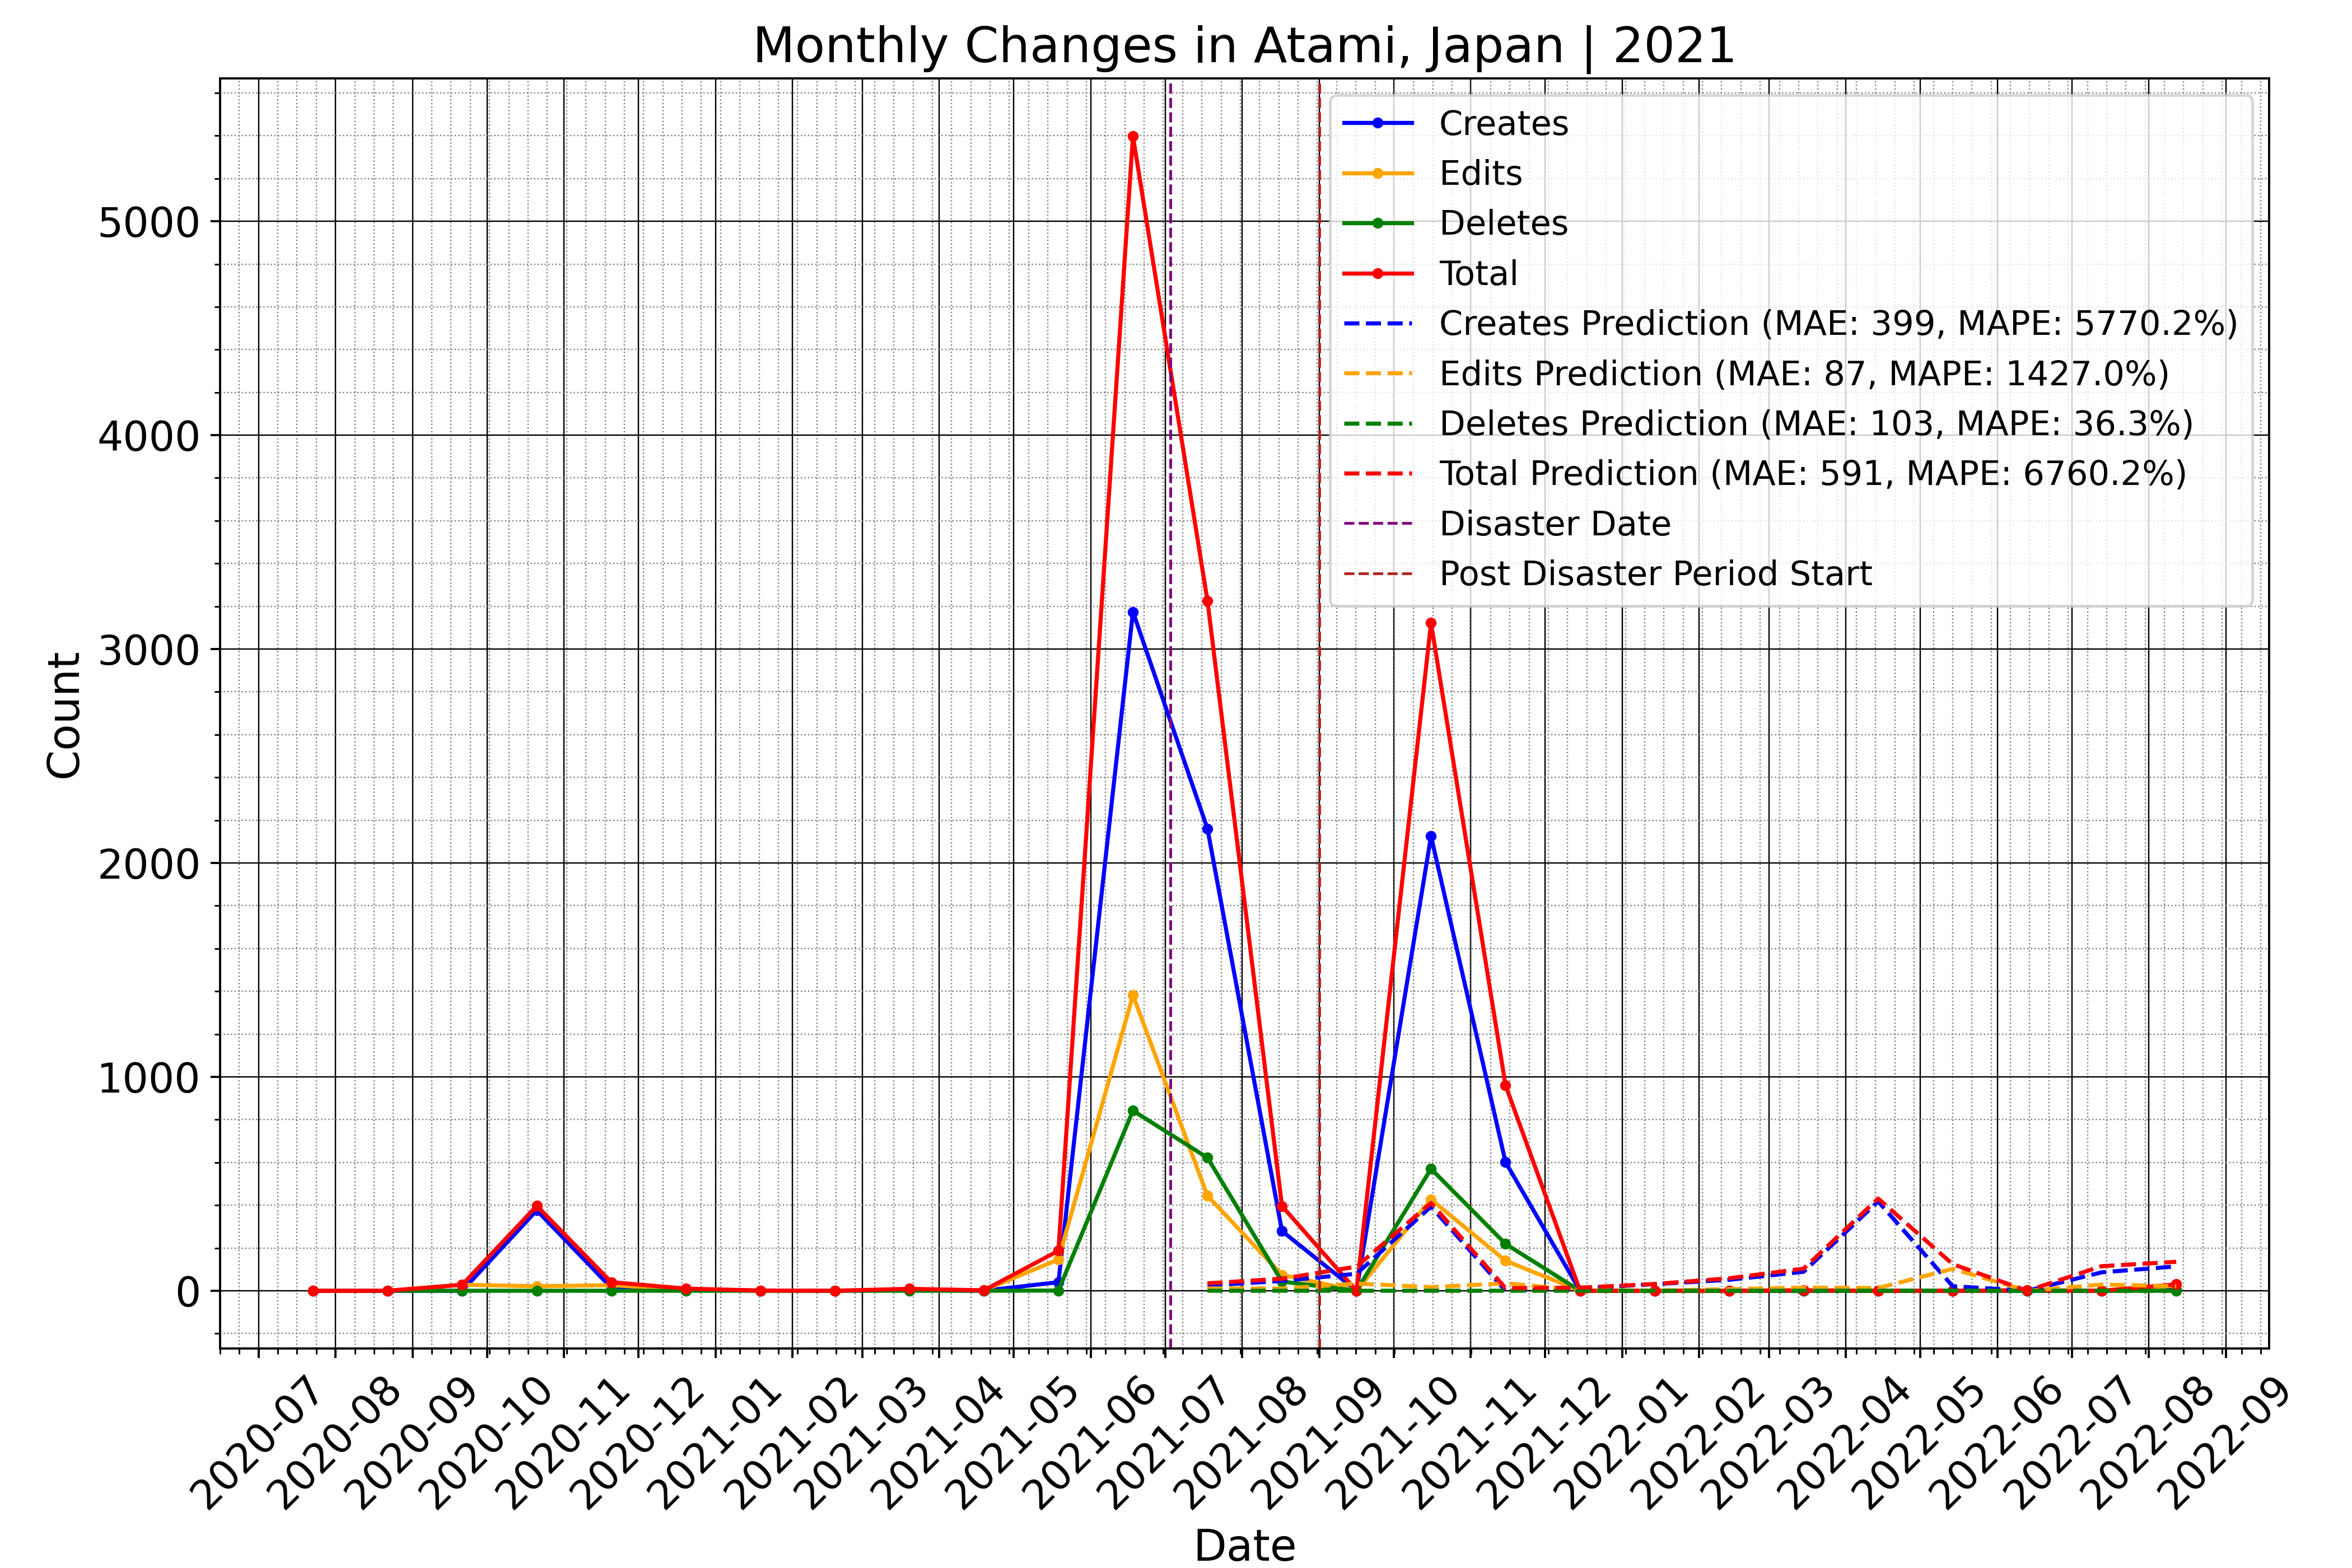 Monthly Changes in Atami, Japan | 2021
Creates
Edits
Deletes
Total
Creates Prediction (MAE: 399, MAPE: 5770.2%)
Edits Prediction (MAE: 87, MAPE: 1427.0%)
Deletes Prediction (MAE: 103, MAPE: 36.3%)
Total Prediction (MAE: 591, MAPE: 6760.2%)
Disaster Date
Post Disaster Period Start
Count
5000
4000
3000
2000
1000
0
2020-07
2020-08
2020-09
2020-10
2020-11
2020-12
2021-01
2021-02
2021-03
2021-04
2021-05
2021-06
2021-07
2021-08
2021-09
2021-10
2021-11
2021-12
2022-01
2022-02
2022-03
2022-04
2022-05
2022-06
2022-07
2022-08
2022-09
Date